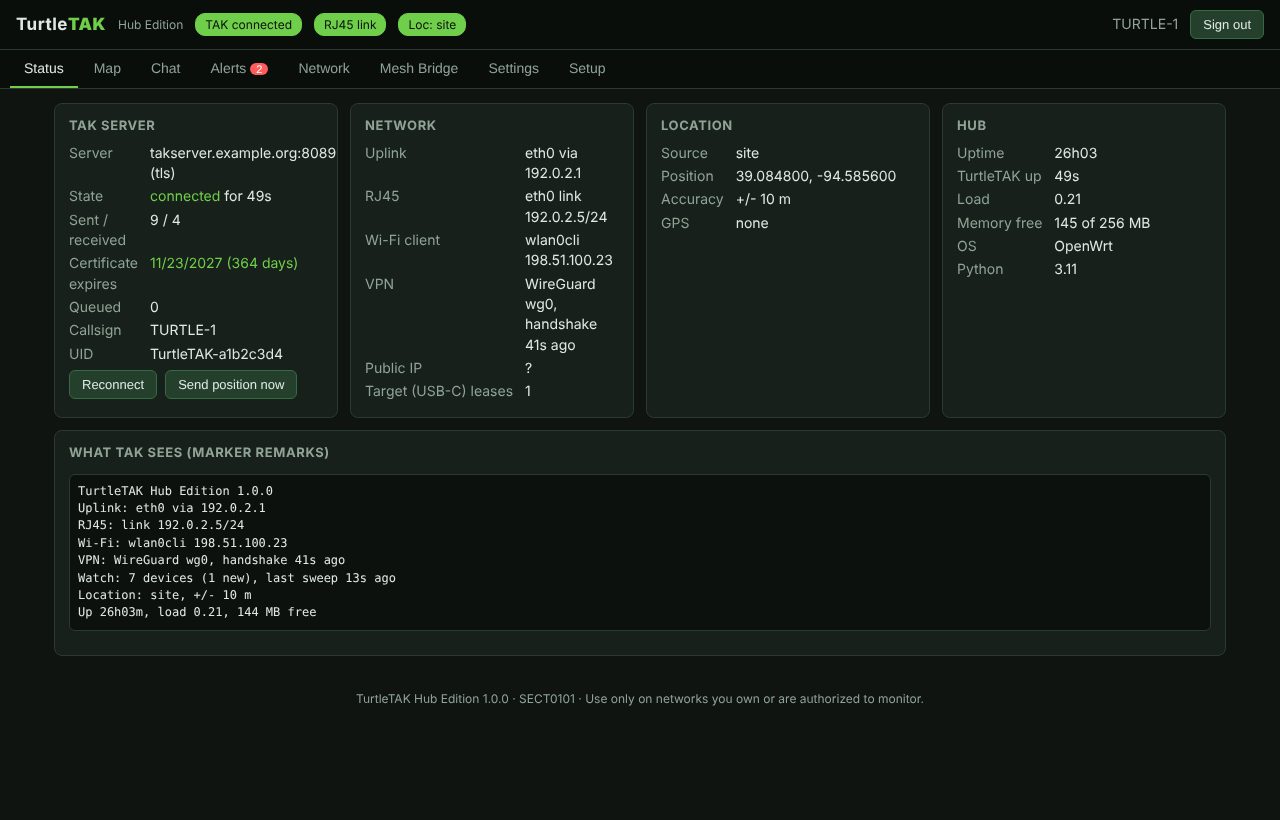 TurtleTAK Hub Edition TAK connected RJ45 link Loc: site TURTLE-1 Sign out
Status Map Chat Alerts 2 Network Mesh Bridge Settings Setup
TAK SERVER
Server takserver.example.org:8089
(tls)
State connected for 49s
Sent / 9 / 4
received
Certificate 11/23/2027 (364 days)
expires
Queued 0
Callsign TURTLE-1
UID TurtleTAK-a1b2c3d4
Reconnect Send position now
NETWORK
Uplink eth0 via
192.0.2.1
RJ45 eth0 link
192.0.2.5/24
Wi-Fi client wlan0cli
198.51.100.23
VPN WireGuard
wg0,
handshake
41s ago
Public IP ?
Target (USB-C) leases 1
LOCATION
Source site
Position 39.084800, -94.585600
Accuracy +/- 10 m
GPS none
HUB
Uptime 26h03
TurtleTAK up 49s
Load 0.21
Memory free 145 of 256 MB
OS OpenWrt
Python 3.11
WHAT TAK SEES (MARKER REMARKS)
TurtleTAK Hub Edition 1.0.0
Uplink: eth0 via 192.0.2.1
RJ45: link 192.0.2.5/24
Wi-Fi: wlan0cli 198.51.100.23
VPN: WireGuard wg0, handshake 41s ago
Watch: 7 devices (1 new), last sweep 13s ago
Location: site, +/- 10 m
Up 26h03m, load 0.21, 144 MB free
TurtleTAK Hub Edition 1.0.0 · SECT0101 · Use only on networks you own or are authorized to monitor.